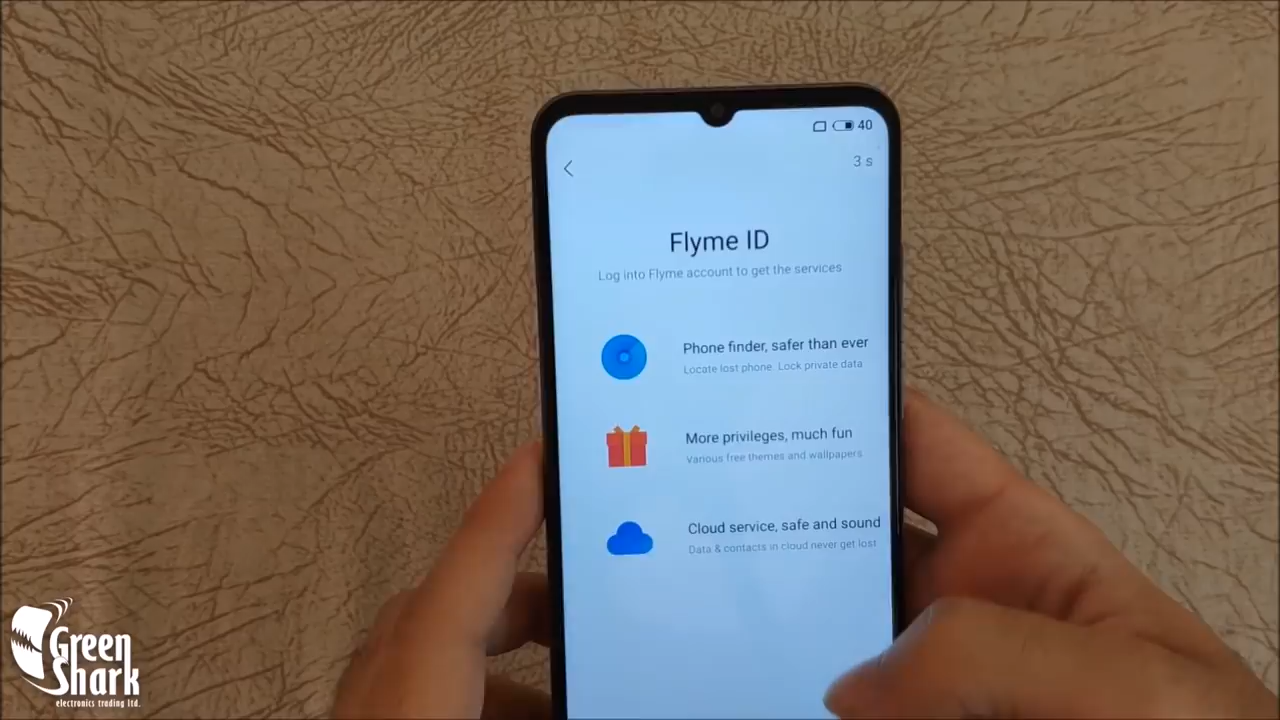 40
3 s
Flyme ID
Log into Flyme account to get the services
Phone finder, safer than ever
Locate lost phone. Lock private data
More privileges, much fun
Various free themes and wallpapers
Cloud service, safe and sound
Data & contacts in cloud never get lost
Green
Shark
electronics trading ltd.